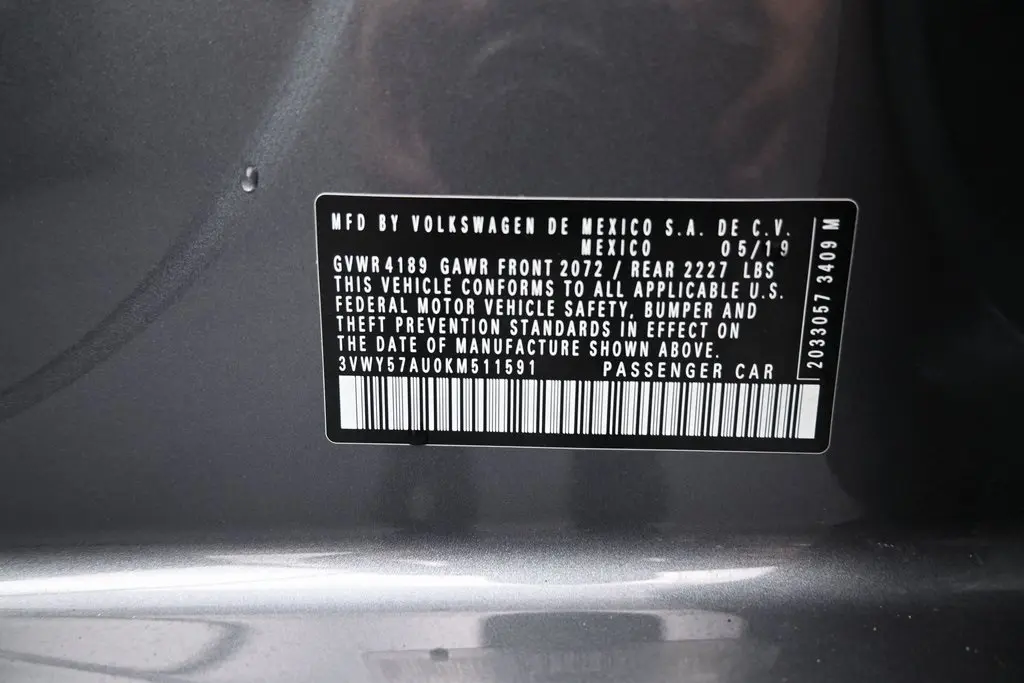 MFD BY VOLKSWAGEN DE MEXICO S.A. DE C.V.
MEXICO 05/19
GVWR 4189 GAWR FRONT 2072 / REAR 2227 LBS
THIS VEHICLE CONFORMS TO ALL APPLICABLE U.S.
FEDERAL MOTOR VEHICLE SAFETY, BUMPER AND
THEFT PREVENTION STANDARDS IN EFFECT ON
THE DATE OF MANUFACTURE SHOWN ABOVE.
3VWY57AU0KM511591 PASSENGER CAR
2033057 3409 M